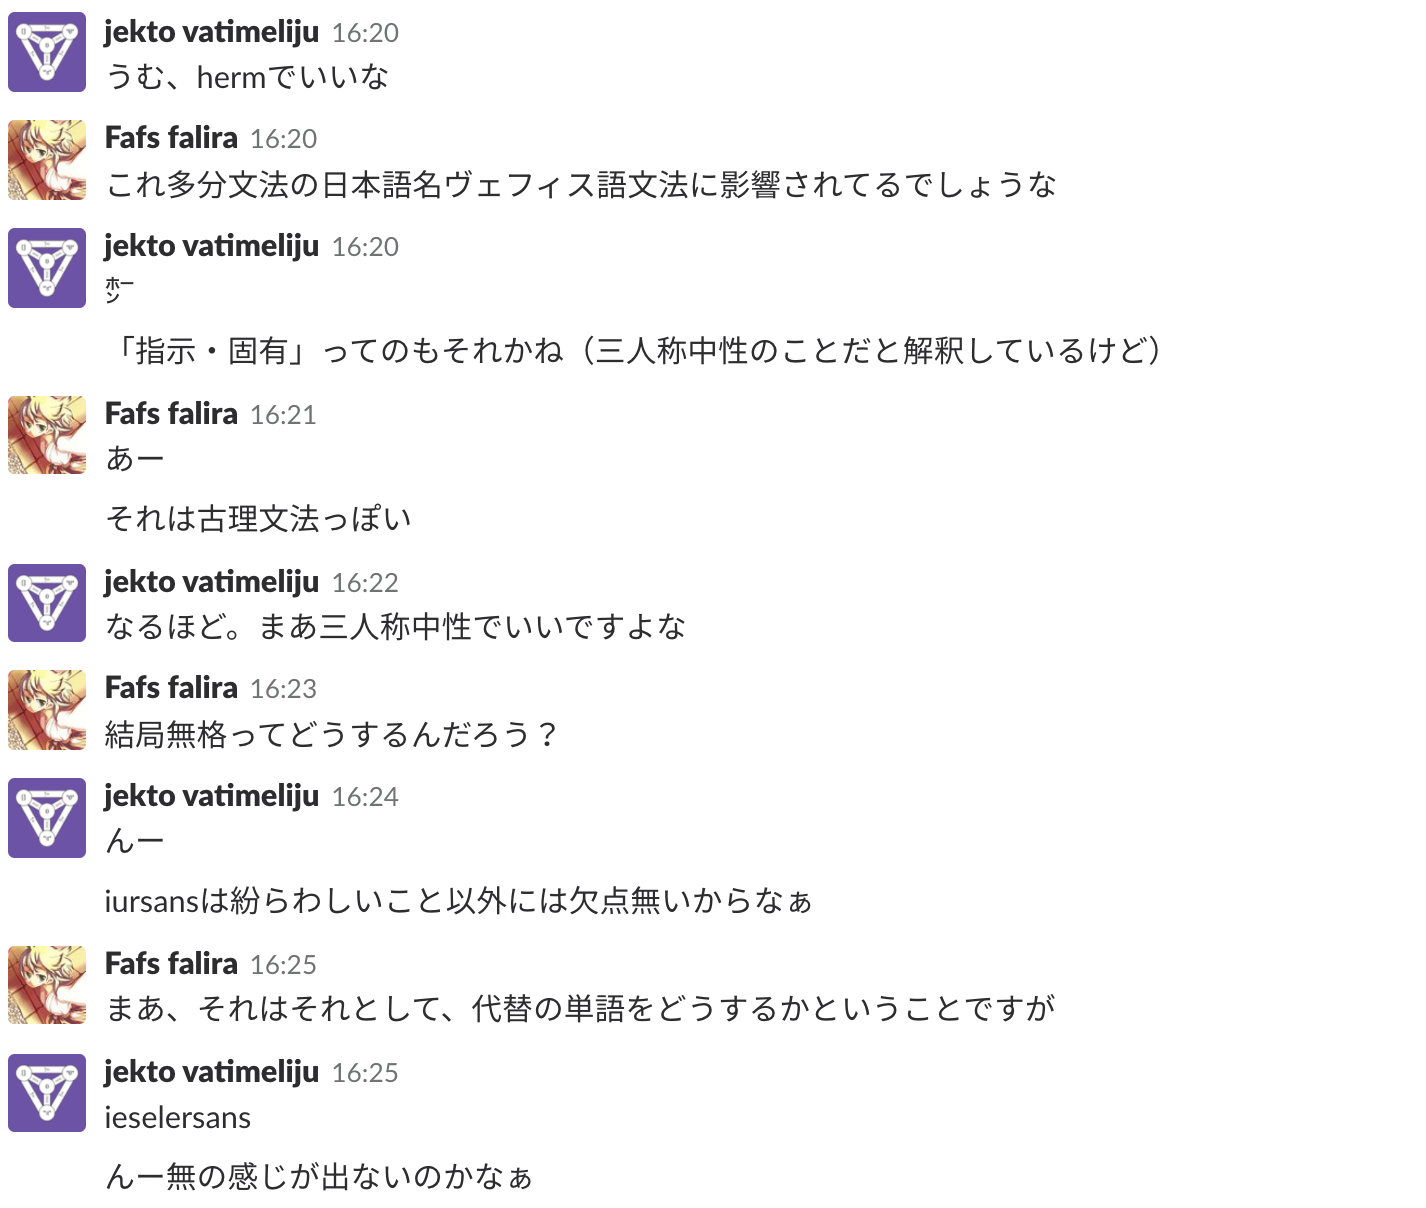 jekto vatimeliju 16:20
うむ、hermでいいな
Fafs falira 16:20
これ多分文法の日本語名ヴェフィス語文法に影響されてるでしょうな
jekto vatimeliju 16:20
㌹
「指示・固有」ってのもそれかね（三人称中性のことだと解釈しているけど）
Fafs falira 16:21
あー
それは古理文法っぽい
jekto vatimeliju 16:22
なるほど。まあ三人称中性でいいですよな
Fafs falira 16:23
結局無格ってどうするんだろう？
jekto vatimeliju 16:24
んー
iursansは紛らわしいこと以外には欠点無いからなぁ
Fafs falira 16:25
まあ、それはそれとして、代替の単語をどうするかということですが
jekto vatimeliju 16:25
ieselersans
んー無の感じが出ないのかなぁ